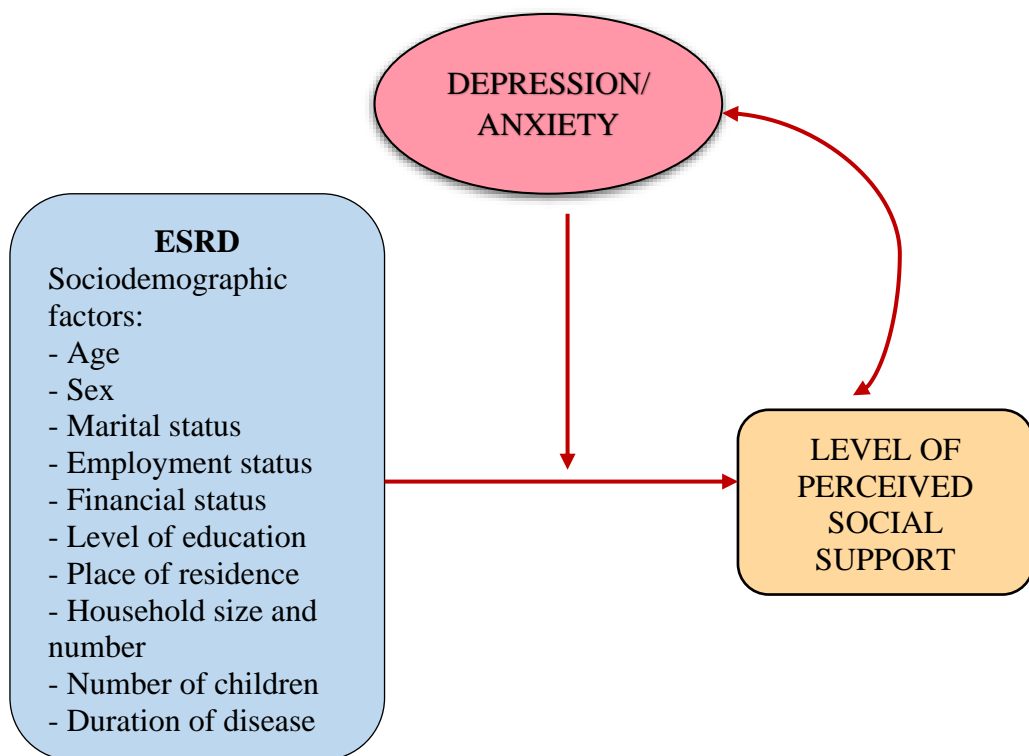 DEPRESSION/
ANXIETY
ESRD
Sociodemographic
factors:
- Age
- Sex
- Marital status
- Employment status
- Financial status
- Level of education
- Place of residence
- Household size and
number
- Number of children
- Duration of disease
LEVEL OF
PERCEIVED
SOCIAL
SUPPORT